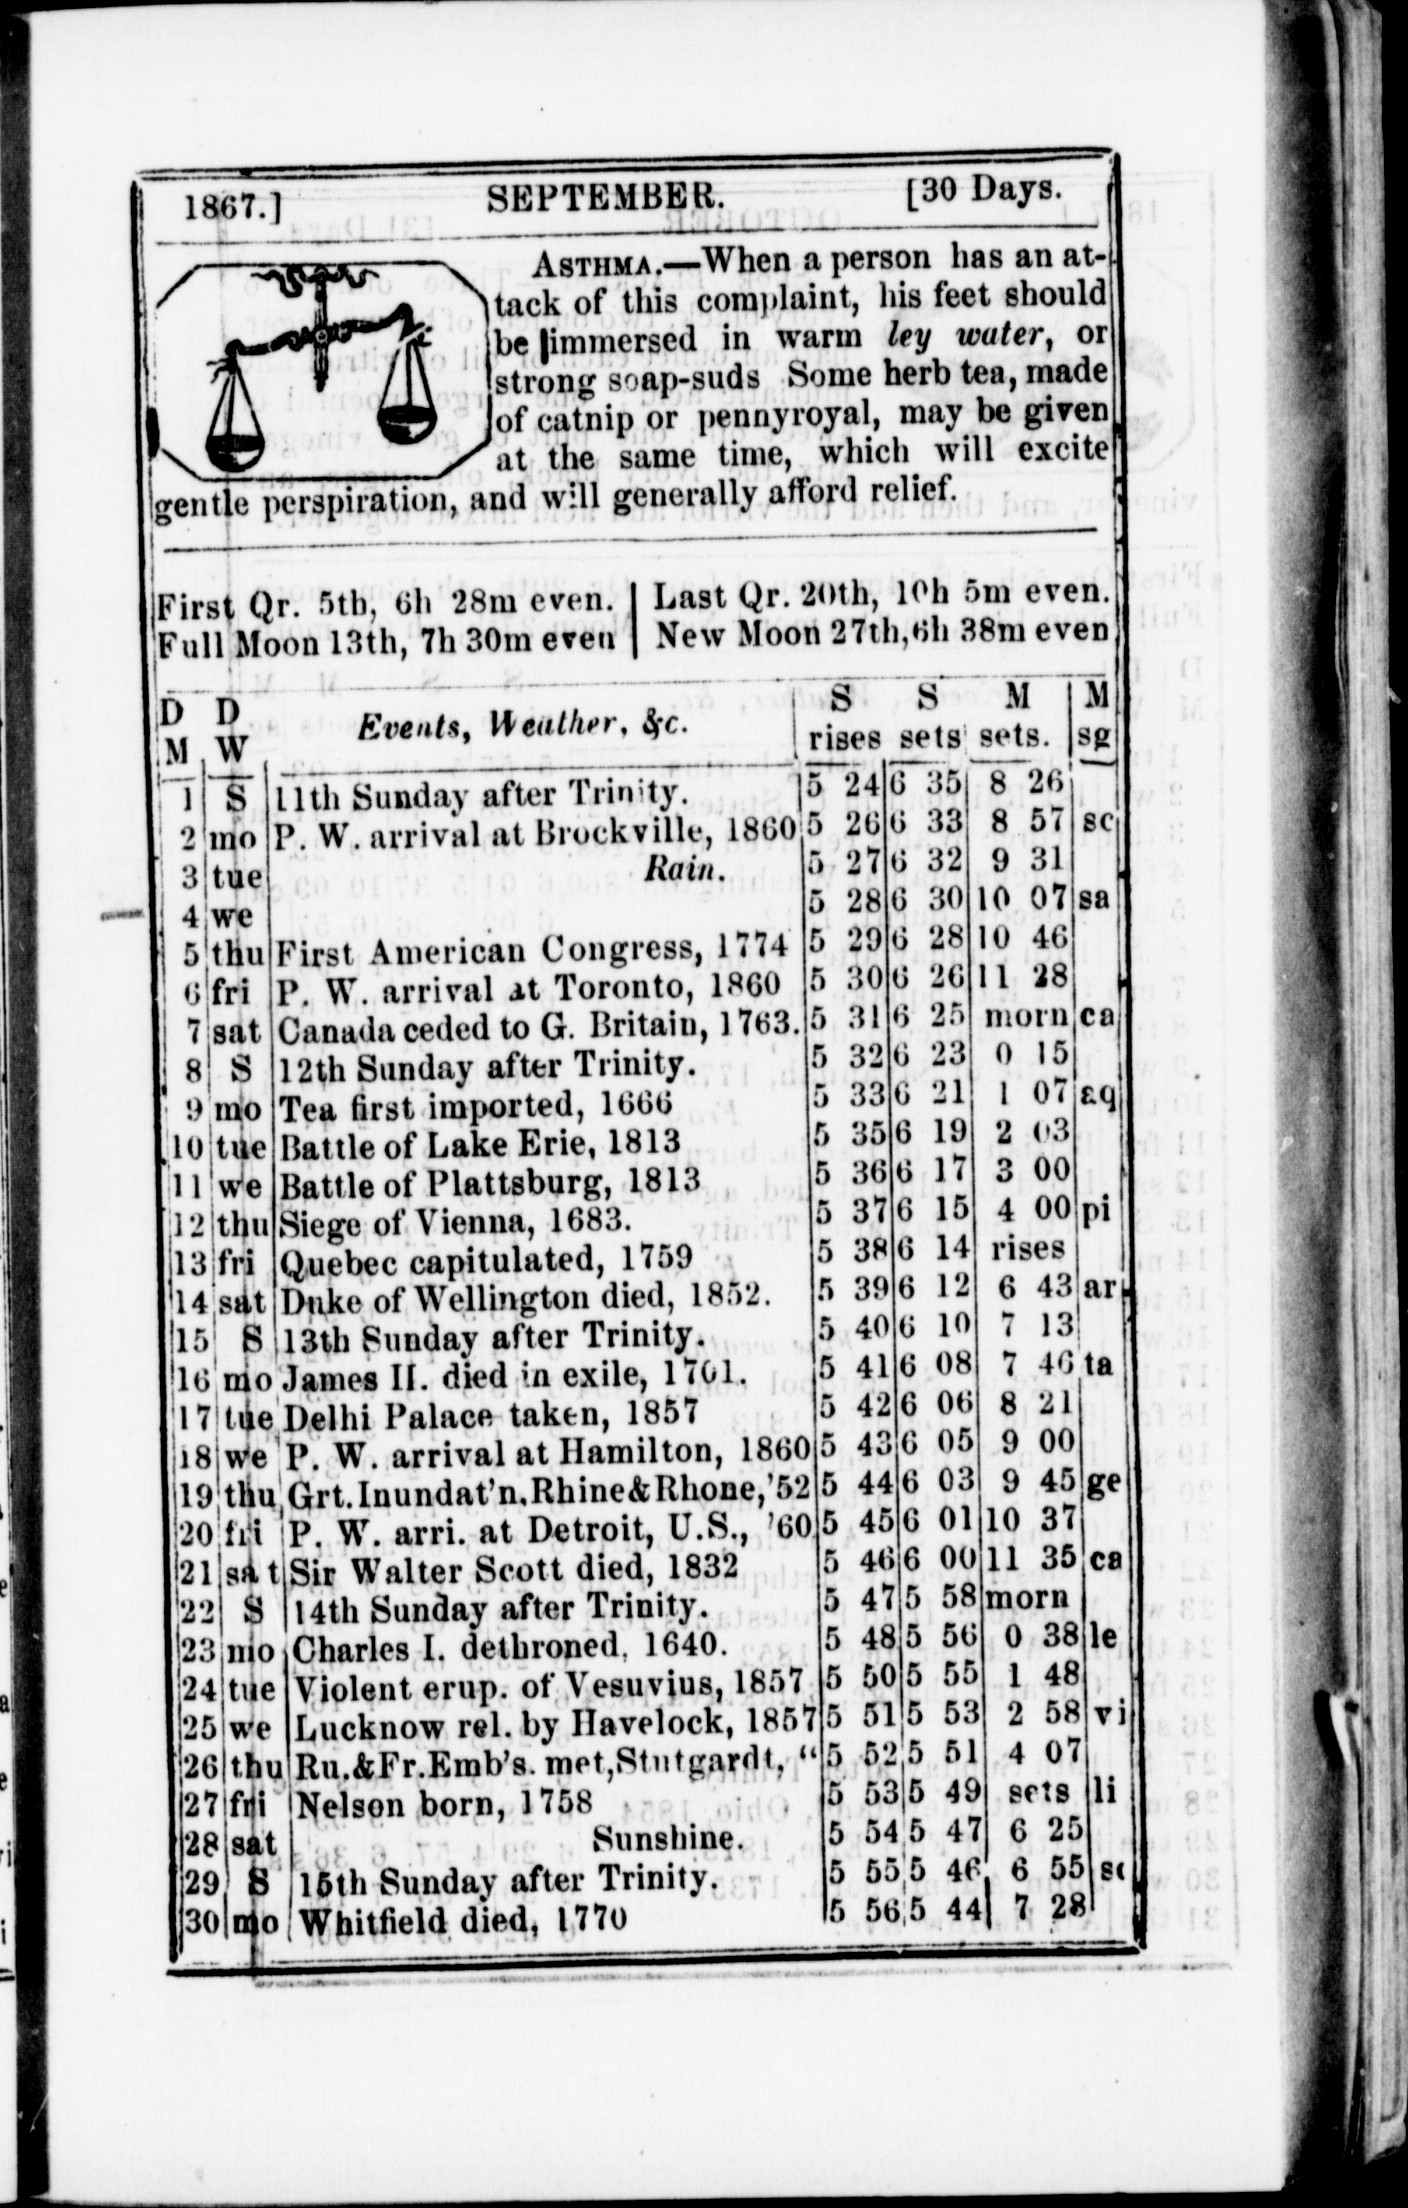 1867.] SEPTEMBER. [30 Days.
ASTHMA.—When a person has an at-
tack of this complaint, his feet should
be immersed in warm ley water, or
strong soap-suds Some herb tea, made
of catnip or pennyroyal, may be given
at the same time, which will excite
gentle perspiration, and will generally afford relief.
First Qr. 5th, 6h 28m even. | Last Qr. 20th, 10h 5m even.
Full Moon 13th, 7h 30m even | New Moon 27th, 6h 38m even
D D Events, Weather, &c. S S M M
M W rises sets sets. sg
1 S 11th Sunday after Trinity. 5 24 6 35 8 26
2 mo P. W. arrival at Brockville, 1860 5 26 6 33 8 57 sc
3 tue Rain. 5 27 6 32 9 31
4 we 5 28 6 30 10 07 sa
5 thu First American Congress, 1774 5 29 6 28 10 46
6 fri P. W. arrival at Toronto, 1860 5 30 6 26 11 28
7 sat Canada ceded to G. Britain, 1763. 5 31 6 25 morn ca
8 S 12th Sunday after Trinity. 5 32 6 23 0 15
9 mo Tea first imported, 1666 5 33 6 21 1 07 aq
10 tue Battle of Lake Erie, 1813 5 35 6 19 2 03
11 we Battle of Plattsburg, 1813 5 36 6 17 3 00
12 thu Siege of Vienna, 1683. 5 37 6 15 4 00 pi
13 fri Quebec capitulated, 1759 5 38 6 14 rises
14 sat Duke of Wellington died, 1852. 5 39 6 12 6 43 ar
15 S 13th Sunday after Trinity. 5 40 6 10 7 13
16 mo James II. died in exile, 1701. 5 41 6 08 7 46 ta
17 tue Delhi Palace taken, 1857 5 42 6 06 8 21
18 we P. W. arrival at Hamilton, 1860 5 43 6 05 9 00
19 thu Grt. Inundat'n. Rhine & Rhone, '52 5 44 6 03 9 45 ge
20 fri P. W. arri. at Detroit, U.S., '60 5 45 6 01 10 37
21 sat Sir Walter Scott died, 1832 5 46 6 00 11 35 ca
22 S 14th Sunday after Trinity. 5 47 5 58 morn
23 mo Charles I. dethroned, 1640. 5 48 5 56 0 38 le
24 tue Violent erup. of Vesuvius, 1857 5 50 5 55 1 48
25 we Lucknow rel. by Havelock, 1857 5 51 5 53 2 58 vi
26 thu Ru. & Fr. Emb's. met, Stutgardt, " 5 52 5 51 4 07
27 fri Nelson born, 1758 5 53 5 49 sets li
28 sat Sunshine. 5 54 5 47 6 25
29 S 15th Sunday after Trinity. 5 55 5 46 6 55 sc
30 mo Whitfield died, 1770 5 56 5 44 7 28